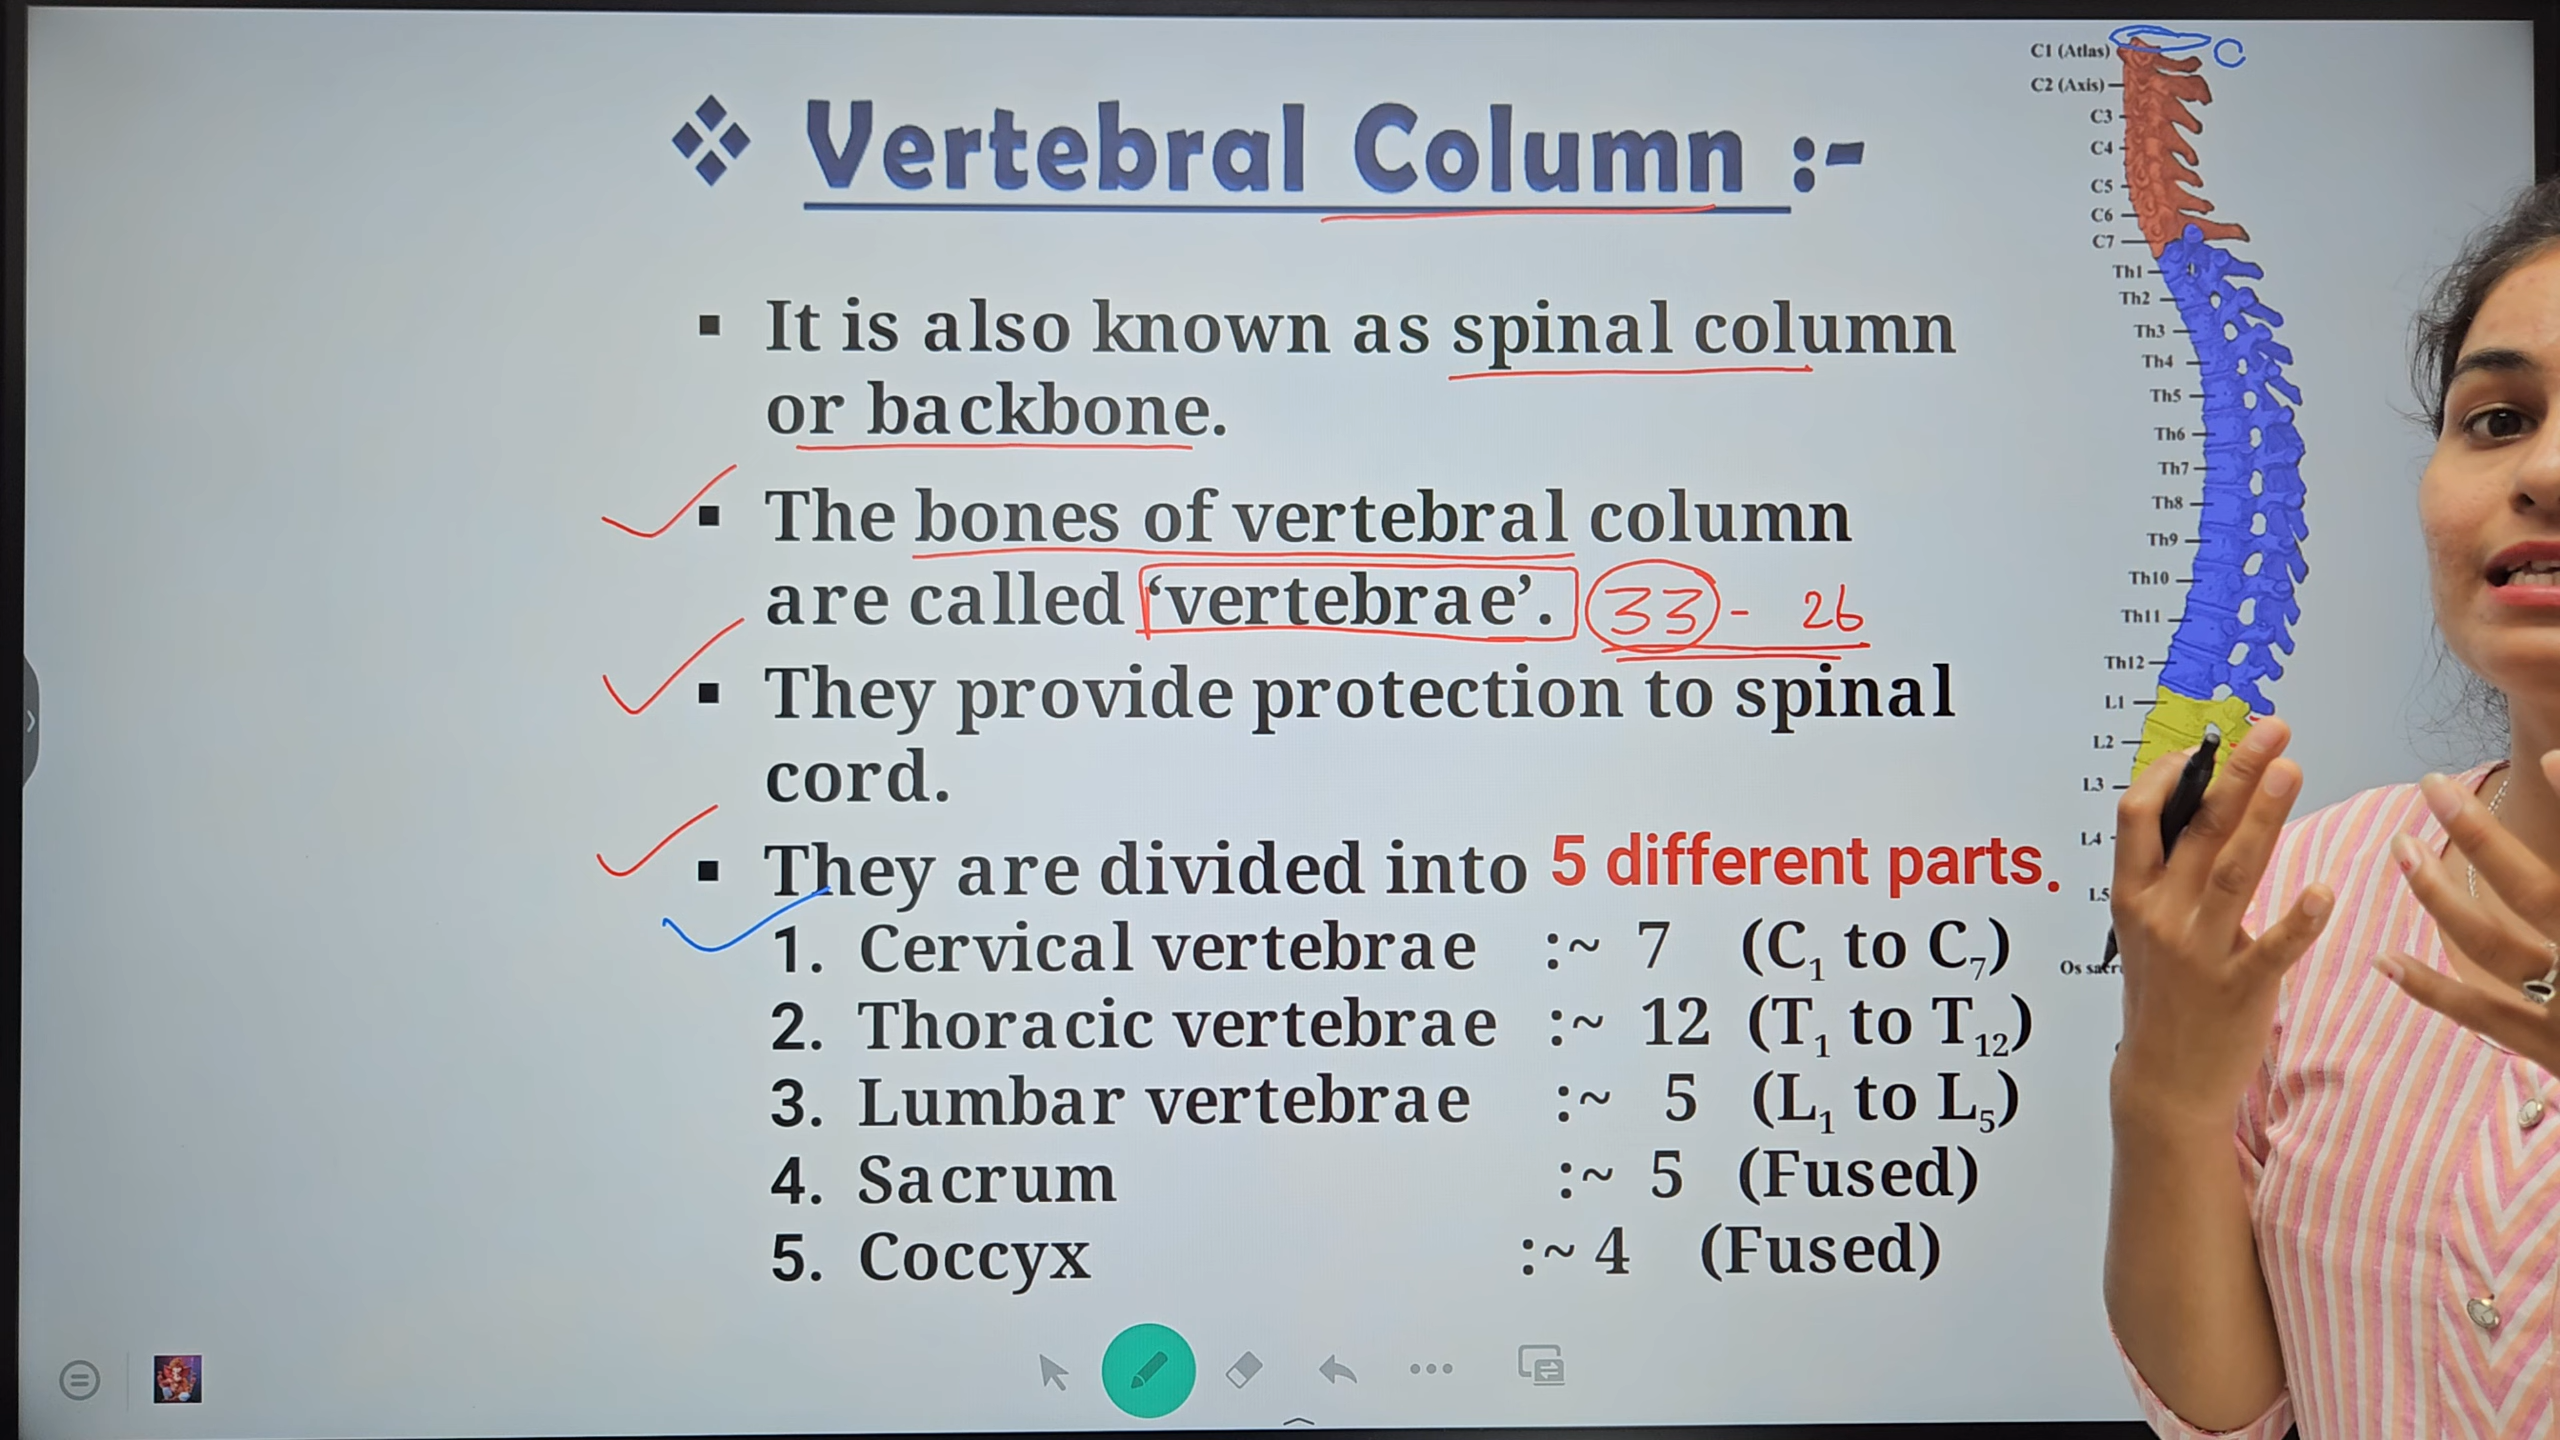 ❖ Vertebral Column :-
▪ It is also known as spinal column
or backbone.
▪ The bones of vertebral column
are called ‘vertebrae’. 33 - 26
▪ They provide protection to spinal
cord.
▪ They are divided into 5 different parts.
1. Cervical vertebrae :~ 7 (C₁ to C₇)
2. Thoracic vertebrae :~ 12 (T₁ to T₁₂)
3. Lumbar vertebrae :~ 5 (L₁ to L₅)
4. Sacrum :~ 5 (Fused)
5. Coccyx :~ 4 (Fused)
C1 (Atlas) C
C2 (Axis)
C3
C4
C5
C6
C7
Th1
Th2
Th3
Th4
Th5
Th6
Th7
Th8
Th9
Th10
Th11
Th12
L1
L2
L3
L4
L5
Os